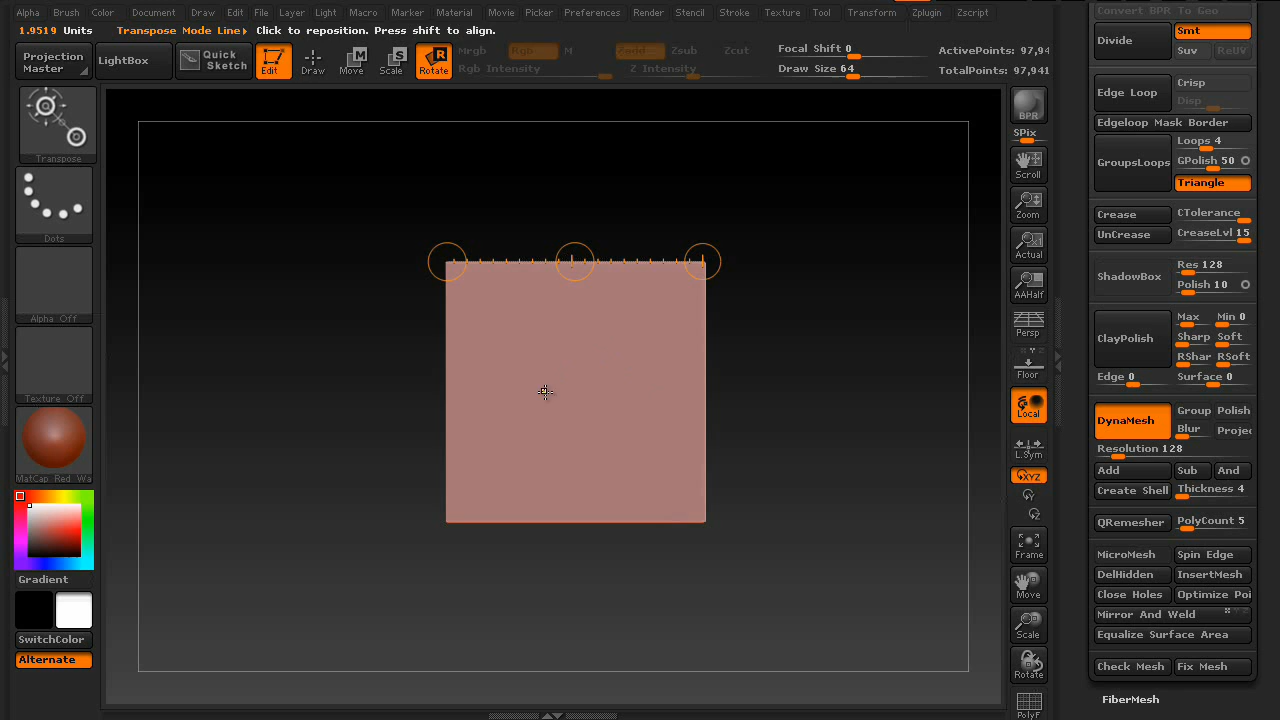 Alpha Brush Color Document Draw Edit File Layer Light Macro Marker Material Movie Picker Preferences Render Stencil Stroke Texture Tool Transform Zplugin Zscript
1.9519 Units Transpose Mode Line▸ Click to reposition. Press shift to align.
Projection Master
LightBox
Quick Sketch
Edit
Draw
Move
Scale
Rotate
Mrgb Rgb M
Rgb Intensity
Zadd Zsub Zcut
Z Intensity
Focal Shift 0
Draw Size 64
ActivePoints: 97,94
TotalPoints: 97,941
Transpose
Dots
Alpha Off
Texture Off
MatCap Red Wa
Gradient
SwitchColor
Alternate
BPR
SPix
Scroll
Zoom
Actual
AAHalf
Persp
Floor
Local
L.Sym
XYZ
Y
Z
Frame
Move
Scale
Rotate
PolyF
Convert BPR To Geo
Divide
Smt
Suv ReUV
Edge Loop
Crisp
Disp
Edgeloop Mask Border
GroupsLoops
Loops 4
GPolish 50
Triangle
Crease CTolerance
UnCrease CreaseLvl 15
ShadowBox
Res 128
Polish 10
ClayPolish
Max Min 0
Sharp Soft
RShar RSoft
Edge 0 Surface 0
DynaMesh
Group Polish
Blur Projec
Resolution 128
Add Sub And
Create Shell Thickness 4
QRemesher PolyCount 5
MicroMesh Spin Edge
DelHidden InsertMesh
Close Holes Optimize Poi
Mirror And Weld
Equalize Surface Area
Check Mesh Fix Mesh
FiberMesh